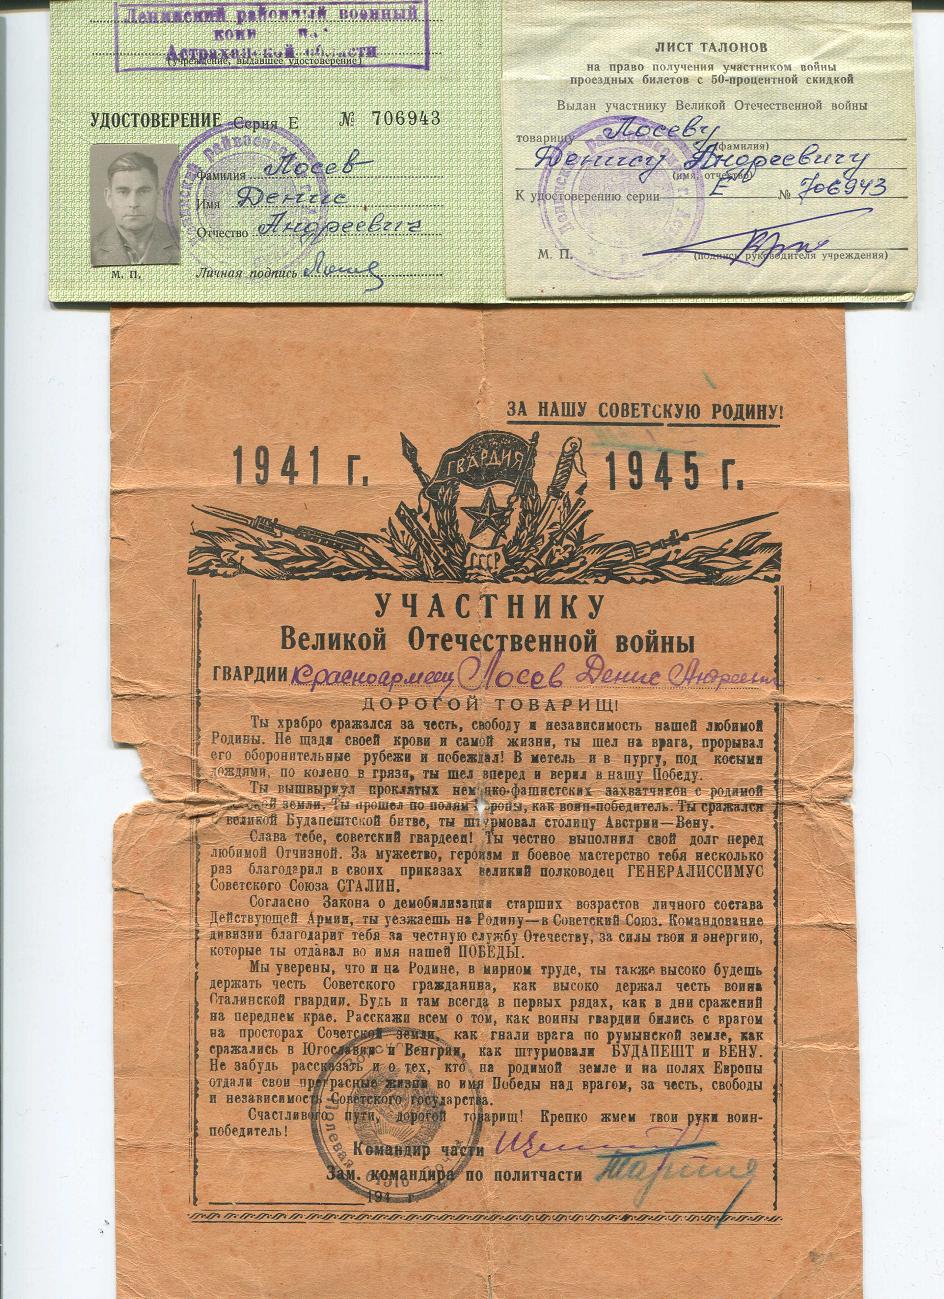 Ленинский районный военный
Астраханской области
(учреждение, выдавшее удостоверение)
УДОСТОВЕРЕНИЕ Серия Е № 706943
Фамилия Лосев
Имя Денис
Отчество Андреевич
М. П.
Личная подпись
ЛИСТ ТАЛОНОВ
на право получения участником войны
проездных билетов с 50-процентной скидкой
Выдан участнику Великой Отечественной войны
товарищу Лосеву
(фамилия)
Денису Андреевичу
(имя, отчество)
К удостоверению серии Е № 706943
М. П.
(подпись руководителя учреждения)
ЗА НАШУ СОВЕТСКУЮ РОДИНУ!
1941 г. 1945 г.
ГВАРДИЯ
СССР
УЧАСТНИКУ
Великой Отечественной войны
ГВАРДИИ красноармеец Лосев Денис Андреевич
ДОРОГОЙ ТОВАРИЩ!
Ты храбро сражался за честь, свободу и независимость нашей любимой
Родины. Не щадя своей крови и самой жизни, ты шел на врага, прорывал
его оборонительные рубежи и побеждал! В метель и в пургу, под косыми
дождями, по колено в грязи, ты шел вперед и верил в нашу Победу.
Ты вышвырнул проклятых немецко-фашистских захватчиков с родимой
земли. Ты прошел по полям Европы, как воин-победитель. Ты сражался
в великой Будапештской битве, ты штурмовал столицу Австрии—Вену.
Слава тебе, советский гвардеец! Ты честно выполнил свой долг перед
любимой Отчизной. За мужество, героизм и боевое мастерство тебя несколько
раз благодарил в своих приказах великий полководец ГЕНЕРАЛИССИМУС
Советского Союза СТАЛИН.
Согласно Закона о демобилизации старших возрастов личного состава
Действующей Армии, ты уезжаешь на Родину—в Советский Союз. Командование
дивизии благодарит тебя за честную службу Отечеству, за силы твои и энергию,
которые ты отдавал во имя нашей ПОБЕДЫ.
Мы уверены, что и на Родине, в мирном труде, ты также высоко будешь
держать честь Советского гражданина, как высоко держал честь воина
Сталинской гвардии. Будь и там всегда в первых рядах, как в дни сражений
на переднем крае. Расскажи всем о том, как воины гвардии бились с врагом
на просторах Советской земли, как гнали врага по румынской земле, как
сражались в Югославии и Венгрии, как штурмовали БУДАПЕШТ и ВЕНУ.
Не забудь рассказать и о тех, кто на родимой земле и на полях Европы
отдали свои прекрасные жизни во имя Победы над врагом, за честь, свободы
и независимость Советского государства.
Счастливого пути, дорогой товарищ! Крепко жмем твои руки воин-
победитель!
Командир части
Зам. командира по политчасти
194 г.